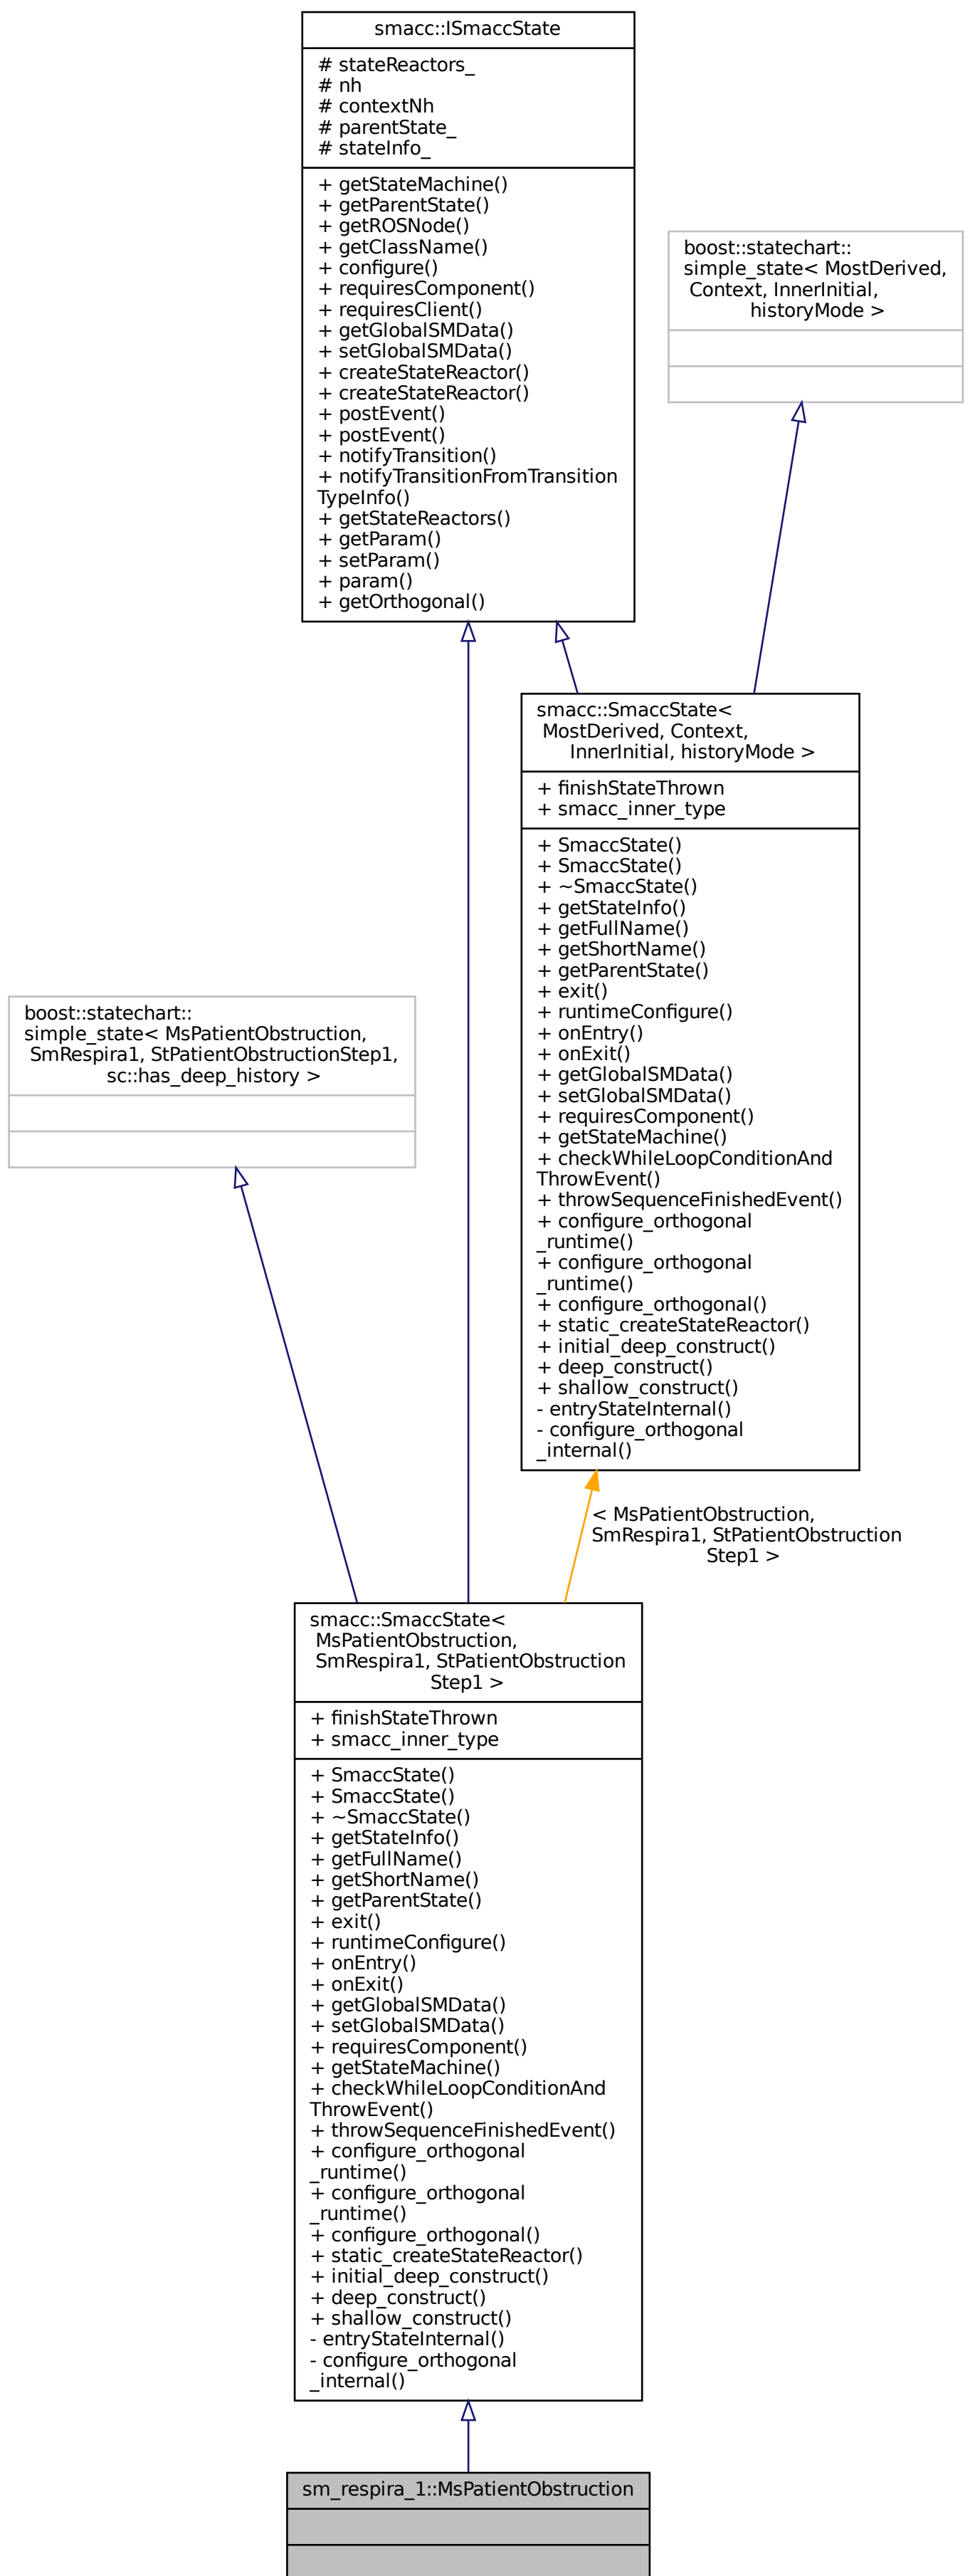 smacc::ISmaccState
# stateReactors_
# nh
# contextNh
# parentState_
# stateInfo_
+ getStateMachine()
+ getParentState()
+ getROSNode()
+ getClassName()
+ configure()
+ requiresComponent()
+ requiresClient()
+ getGlobalSMData()
+ setGlobalSMData()
+ createStateReactor()
+ createStateReactor()
+ postEvent()
+ postEvent()
+ notifyTransition()
+ notifyTransitionFromTransition
TypeInfo()
+ getStateReactors()
+ getParam()
+ setParam()
+ param()
+ getOrthogonal()
boost::statechart::
simple_state< MostDerived,
Context, InnerInitial,
historyMode >
smacc::SmaccState<
MostDerived, Context,
InnerInitial, historyMode >
+ finishStateThrown
+ smacc_inner_type
+ SmaccState()
+ SmaccState()
+ ~SmaccState()
+ getStateInfo()
+ getFullName()
+ getShortName()
+ getParentState()
+ exit()
+ runtimeConfigure()
+ onEntry()
+ onExit()
+ getGlobalSMData()
+ setGlobalSMData()
+ requiresComponent()
+ getStateMachine()
+ checkWhileLoopConditionAnd
ThrowEvent()
+ throwSequenceFinishedEvent()
+ configure_orthogonal
_runtime()
+ configure_orthogonal
_runtime()
+ configure_orthogonal()
+ static_createStateReactor()
+ initial_deep_construct()
+ deep_construct()
+ shallow_construct()
- entryStateInternal()
- configure_orthogonal
_internal()
boost::statechart::
simple_state< MsPatientObstruction,
SmRespira1, StPatientObstructionStep1,
sc::has_deep_history >
< MsPatientObstruction,
SmRespira1, StPatientObstruction
Step1 >
smacc::SmaccState<
MsPatientObstruction,
SmRespira1, StPatientObstruction
Step1 >
+ finishStateThrown
+ smacc_inner_type
+ SmaccState()
+ SmaccState()
+ ~SmaccState()
+ getStateInfo()
+ getFullName()
+ getShortName()
+ getParentState()
+ exit()
+ runtimeConfigure()
+ onEntry()
+ onExit()
+ getGlobalSMData()
+ setGlobalSMData()
+ requiresComponent()
+ getStateMachine()
+ checkWhileLoopConditionAnd
ThrowEvent()
+ throwSequenceFinishedEvent()
+ configure_orthogonal
_runtime()
+ configure_orthogonal
_runtime()
+ configure_orthogonal()
+ static_createStateReactor()
+ initial_deep_construct()
+ deep_construct()
+ shallow_construct()
- entryStateInternal()
- configure_orthogonal
_internal()
sm_respira_1::MsPatientObstruction